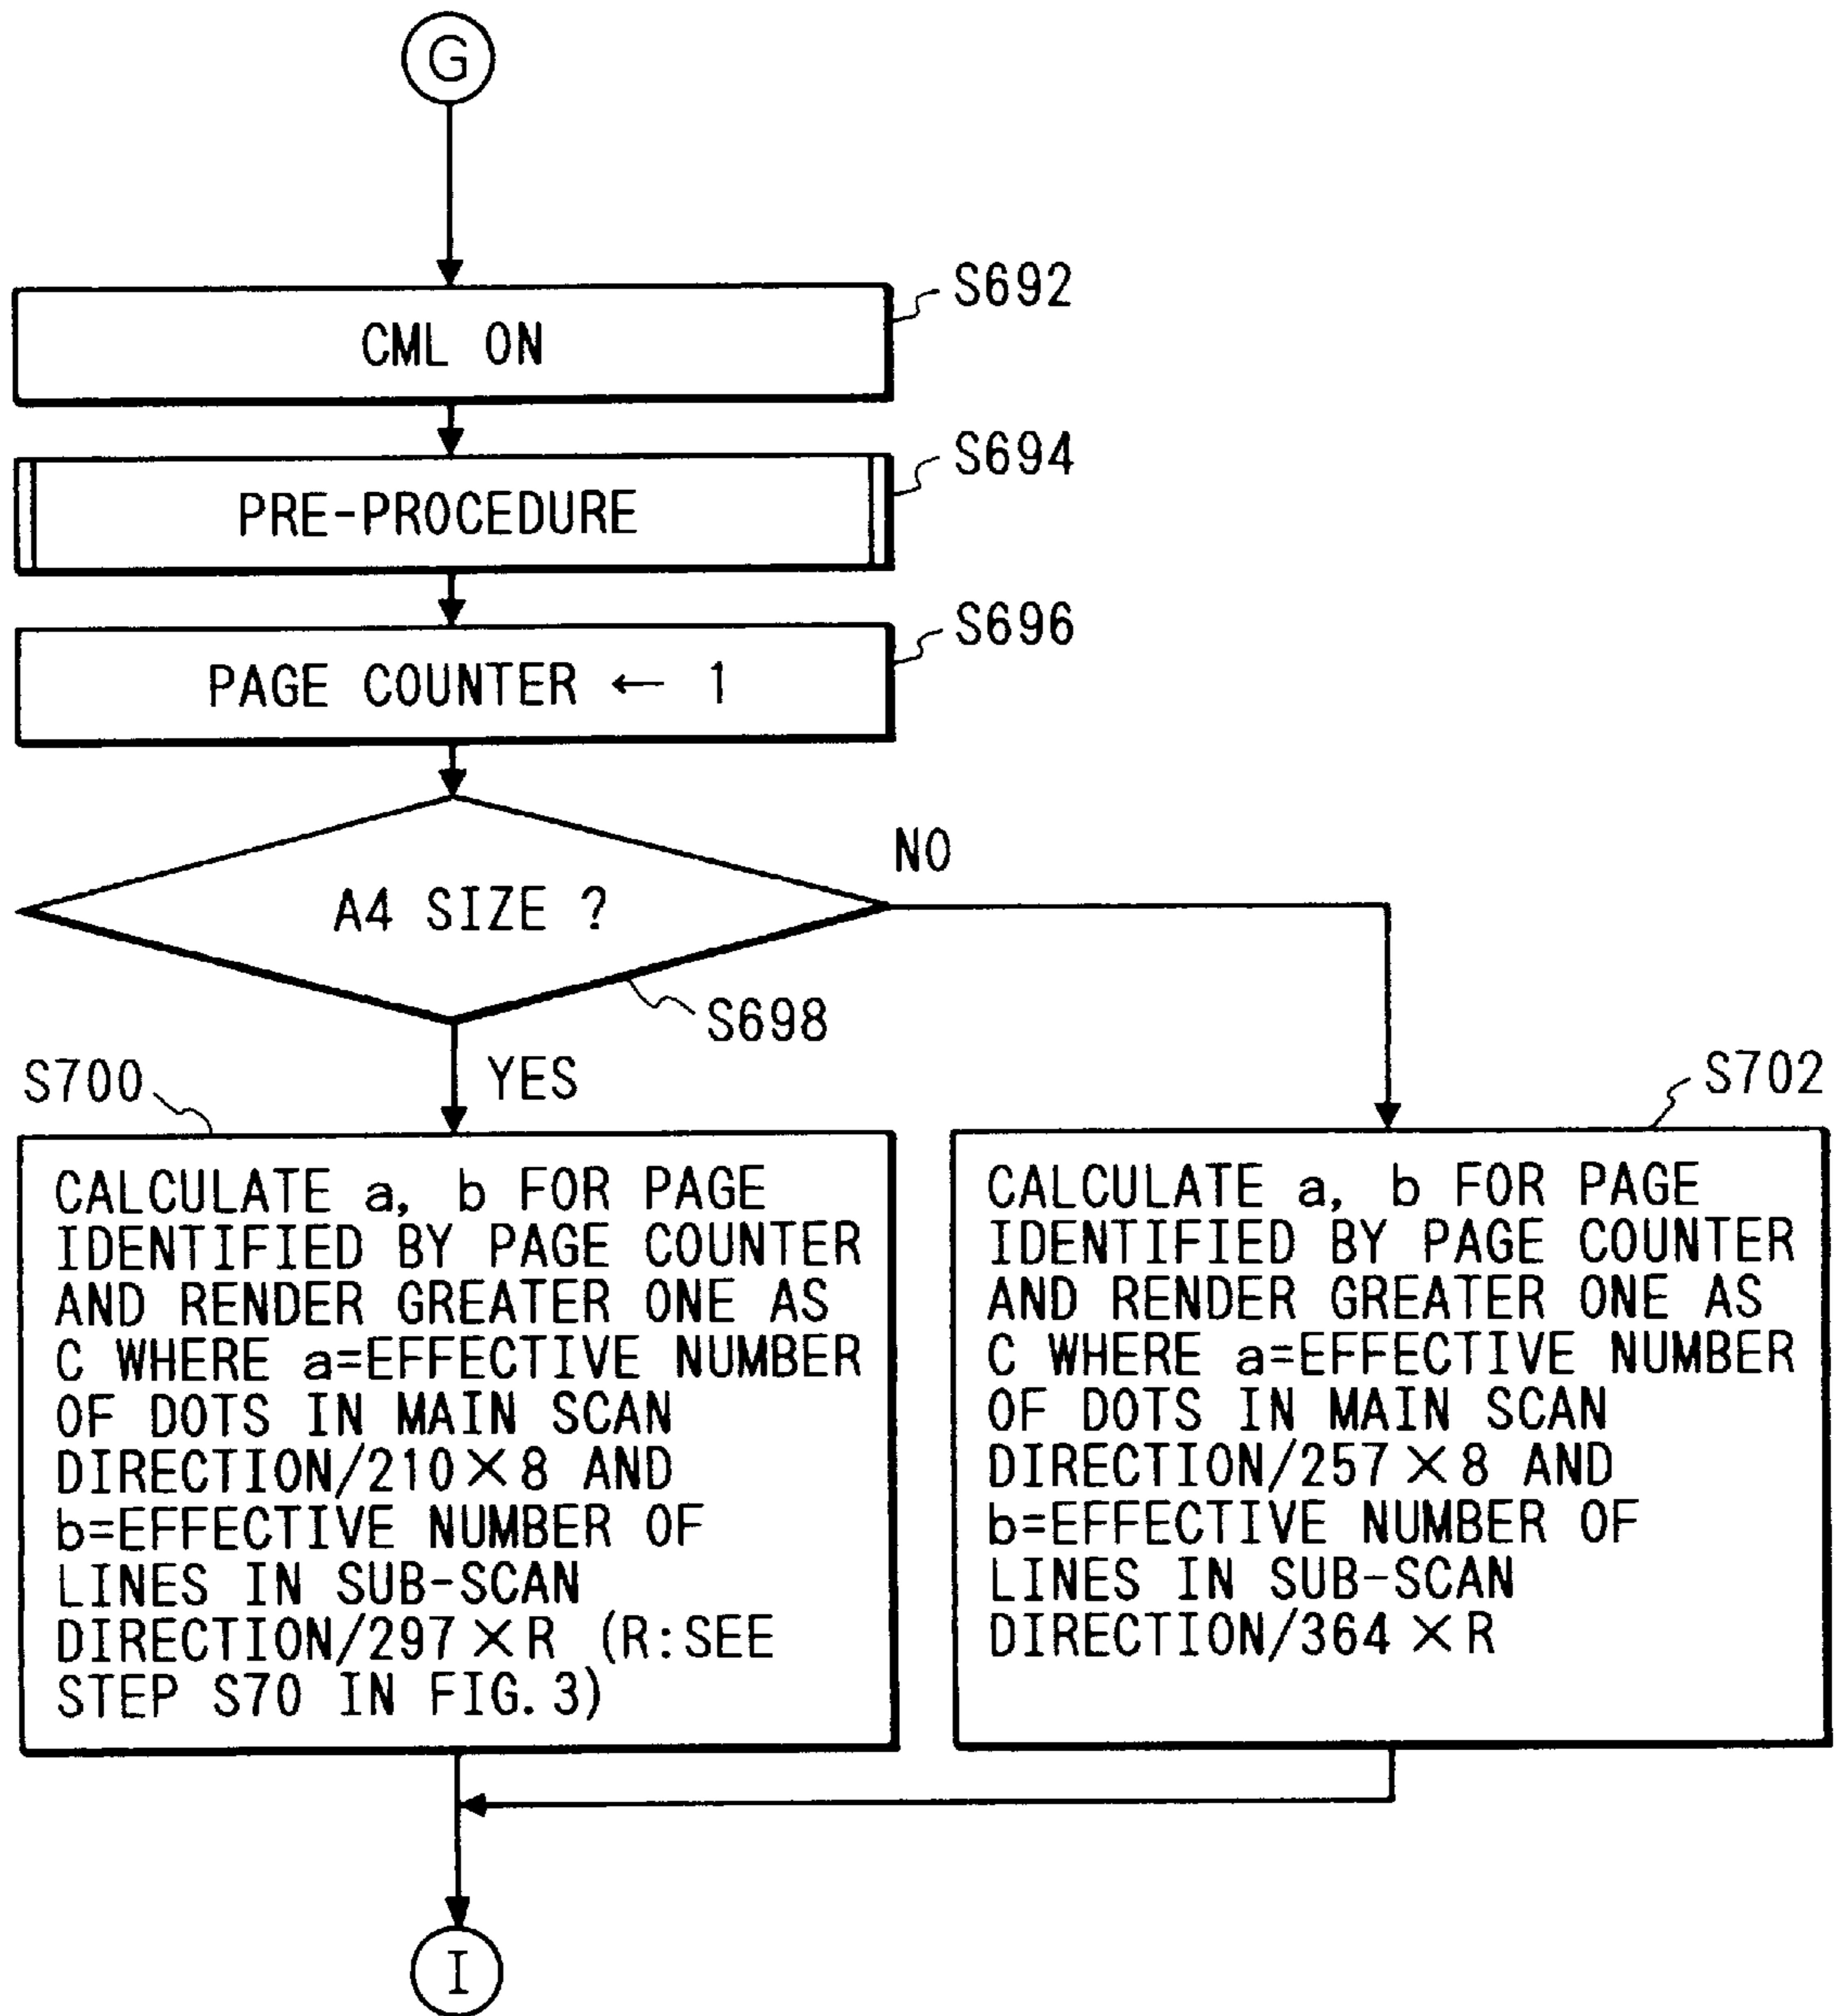 G
S692
CML ON
S694
PRE-PROCEDURE
S696
PAGE COUNTER ← 1
NO
A4 SIZE ?
S698
YES
S700
CALCULATE a, b FOR PAGE
IDENTIFIED BY PAGE COUNTER
AND RENDER GREATER ONE AS
C WHERE a=EFFECTIVE NUMBER
OF DOTS IN MAIN SCAN
DIRECTION/210×8 AND
b=EFFECTIVE NUMBER OF
LINES IN SUB-SCAN
DIRECTION/297×R (R:SEE
STEP S70 IN FIG.3)
S702
CALCULATE a, b FOR PAGE
IDENTIFIED BY PAGE COUNTER
AND RENDER GREATER ONE AS
C WHERE a=EFFECTIVE NUMBER
OF DOTS IN MAIN SCAN
DIRECTION/257×8 AND
b=EFFECTIVE NUMBER OF
LINES IN SUB-SCAN
DIRECTION/364×R
I